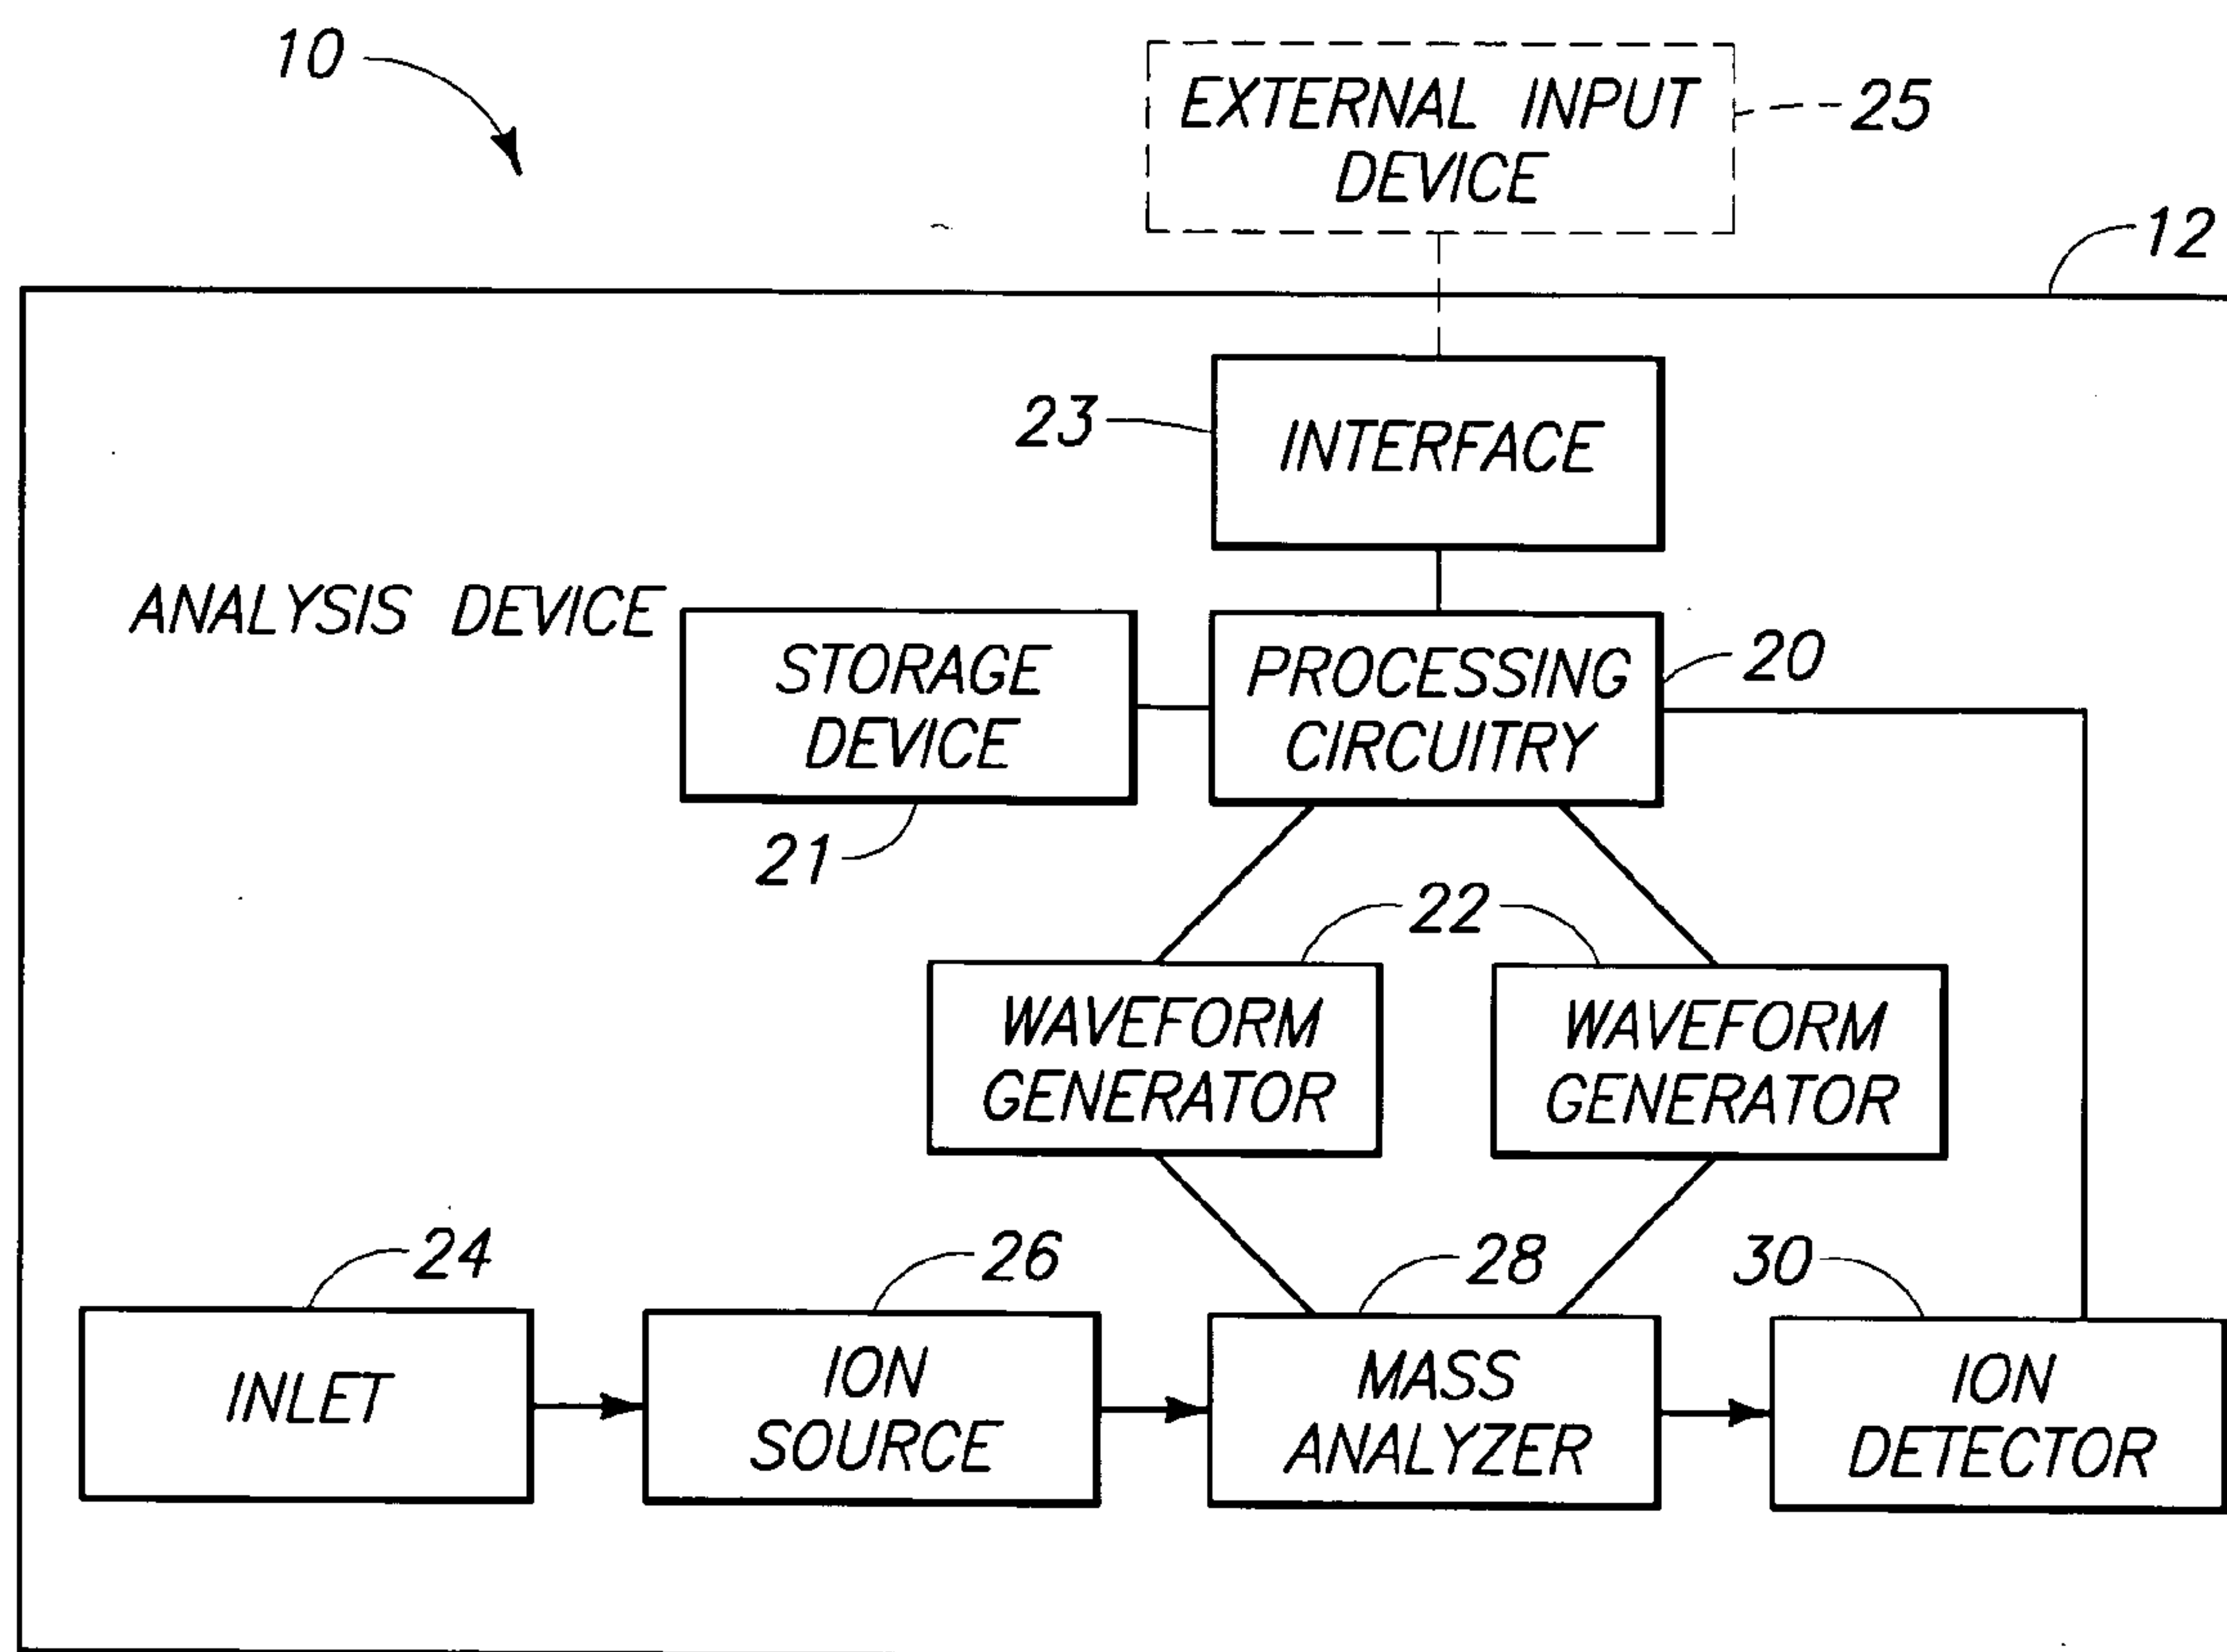 10
EXTERNAL INPUT
DEVICE
25
12
23
INTERFACE
ANALYSIS DEVICE
STORAGE
DEVICE
PROCESSING
CIRCUITRY
20
21
22
WAVEFORM
GENERATOR
WAVEFORM
GENERATOR
24
26
28
30
INLET
ION
SOURCE
MASS
ANALYZER
ION
DETECTOR